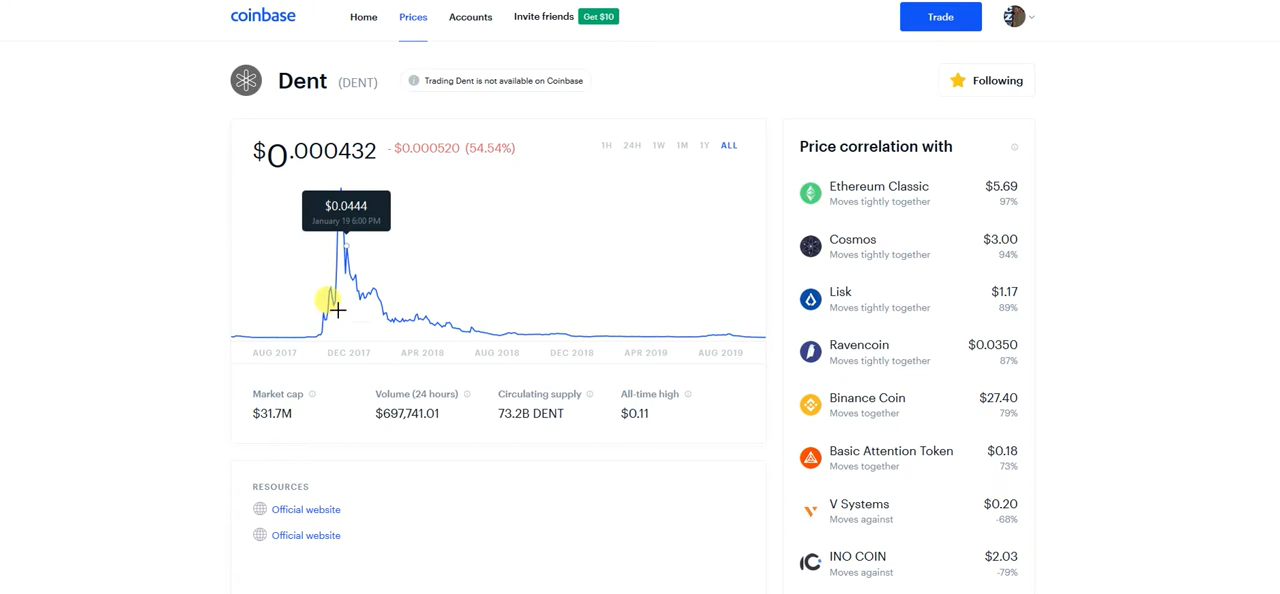 coinbase
Home Prices Accounts Invite friends Get $10
Trade
Dent (DENT)
Trading Dent is not available on Coinbase
Following
$0.000432 - $0.000520 (54.54%)
1H 24H 1W 1M 1Y ALL
$0.0444
January 19 6:00 PM
AUG 2017 DEC 2017 APR 2018 AUG 2018 DEC 2018 APR 2019 AUG 2019
Market cap Volume (24 hours) Circulating supply All-time high
$31.7M $697,741.01 73.2B DENT $0.11
RESOURCES
Official website
Official website
Price correlation with
Ethereum Classic $5.69
Moves tightly together 97%
Cosmos $3.00
Moves tightly together 94%
Lisk $1.17
Moves tightly together 89%
Ravencoin $0.0350
Moves tightly together 87%
Binance Coin $27.40
Moves together 79%
Basic Attention Token $0.18
Moves together 73%
V Systems $0.20
Moves against -68%
INO COIN $2.03
Moves against -79%